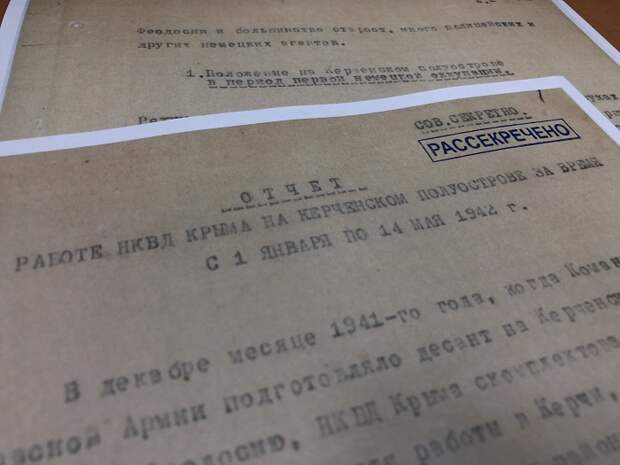 Феодосии и большинство старост, много полицейских и
других немецких агентов.
1. Положение на Керченском полуострове
в период первой немецкой оккупации.
СОВ.СЕКРЕТНО.
РАССЕКРЕЧЕНО
ОТЧЕТ
РАБОТЕ НКВД КРЫМА НА КЕРЧЕНСКОМ ПОЛУОСТРОВЕ ЗА ВРЕМЯ
С 1 ЯНВАРЯ ПО 14 МАЯ 1942 г.
В декабре месяце 1941-го года, когда
Армии подготовляло десант на
НКВД Крыма
работы в Керчи,